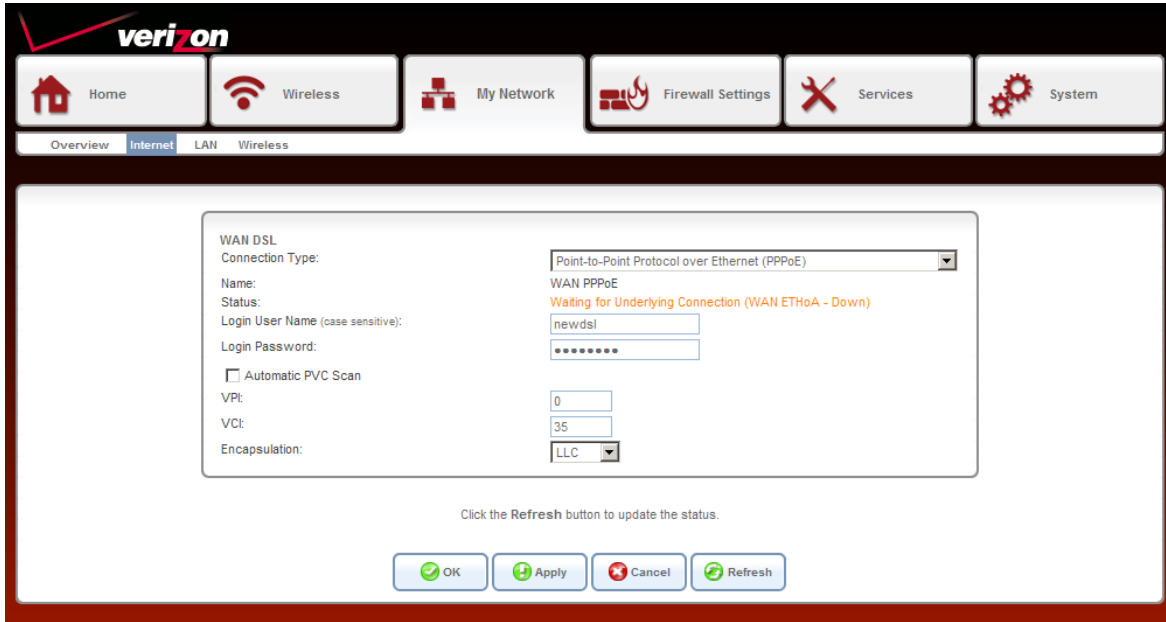 verizon
Home Wireless My Network Firewall Settings Services System
Overview Internet LAN Wireless
WAN DSL
Connection Type: Point-to-Point Protocol over Ethernet (PPPoE)
Name: WAN PPPoE
Status: Waiting for Underlying Connection (WAN ETHoA - Down)
Login User Name (case sensitive): newdsl
Login Password: ●●●●●●●●
Automatic PVC Scan
VPI: 0
VCI: 35
Encapsulation: LLC
Click the Refresh button to update the status.
OK Apply Cancel Refresh